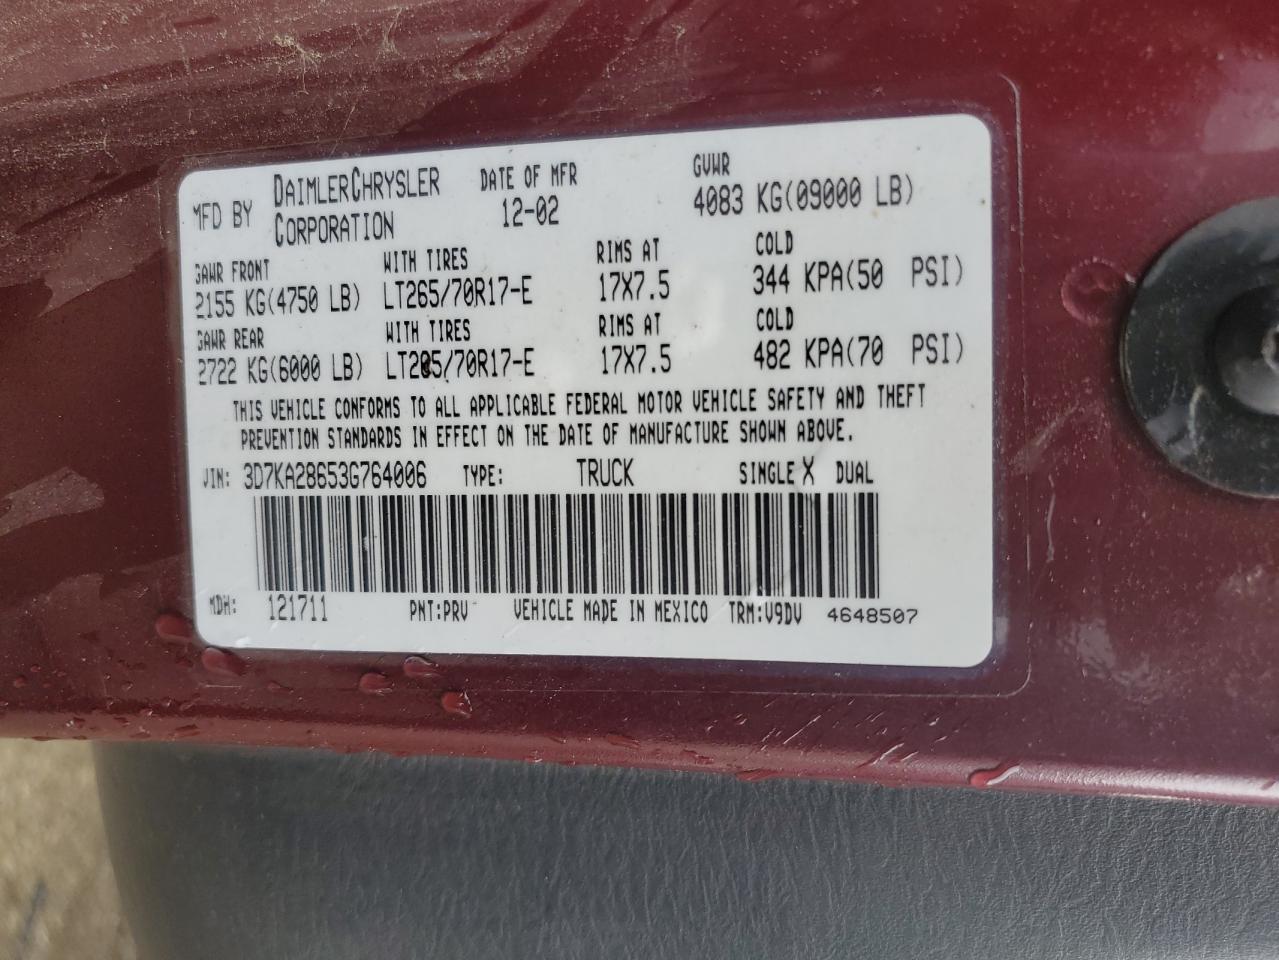 MFD BY DAIMLERCHRYSLER CORPORATION DATE OF MFR 12-02 GVWR 4083 KG(09000 LB)
GAWR FRONT WITH TIRES RIMS AT COLD
2155 KG(4750 LB) LT265/70R17-E 17X7.5 344 KPA(50 PSI)
GAWR REAR WITH TIRES RIMS AT COLD
2722 KG(6000 LB) LT265/70R17-E 17X7.5 482 KPA(70 PSI)
THIS VEHICLE CONFORMS TO ALL APPLICABLE FEDERAL MOTOR VEHICLE SAFETY AND THEFT
PREVENTION STANDARDS IN EFFECT ON THE DATE OF MANUFACTURE SHOWN ABOVE.
VIN: 3D7KA28653G764006 TYPE: TRUCK SINGLE X DUAL
MDH: 121711 PNT:PRV VEHICLE MADE IN MEXICO TRM:V9DV 4648507